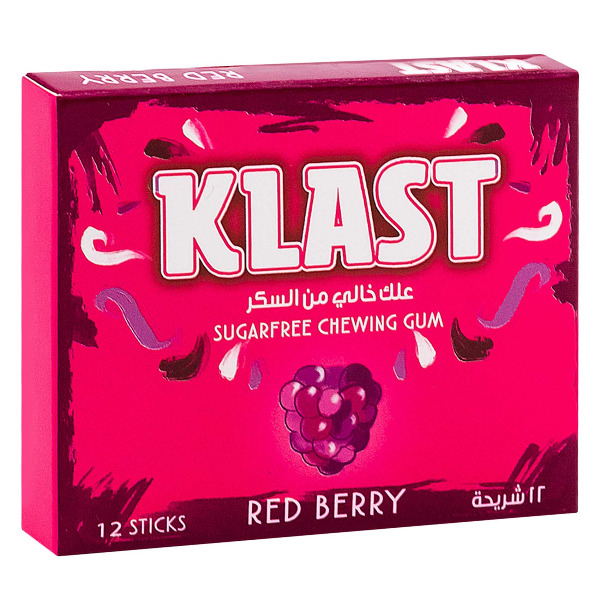 RED BERRY
KLAST
KLAST
علك خالي من السكر
SUGARFREE CHEWING GUM
RED BERRY
12 STICKS
١٢ شريحة